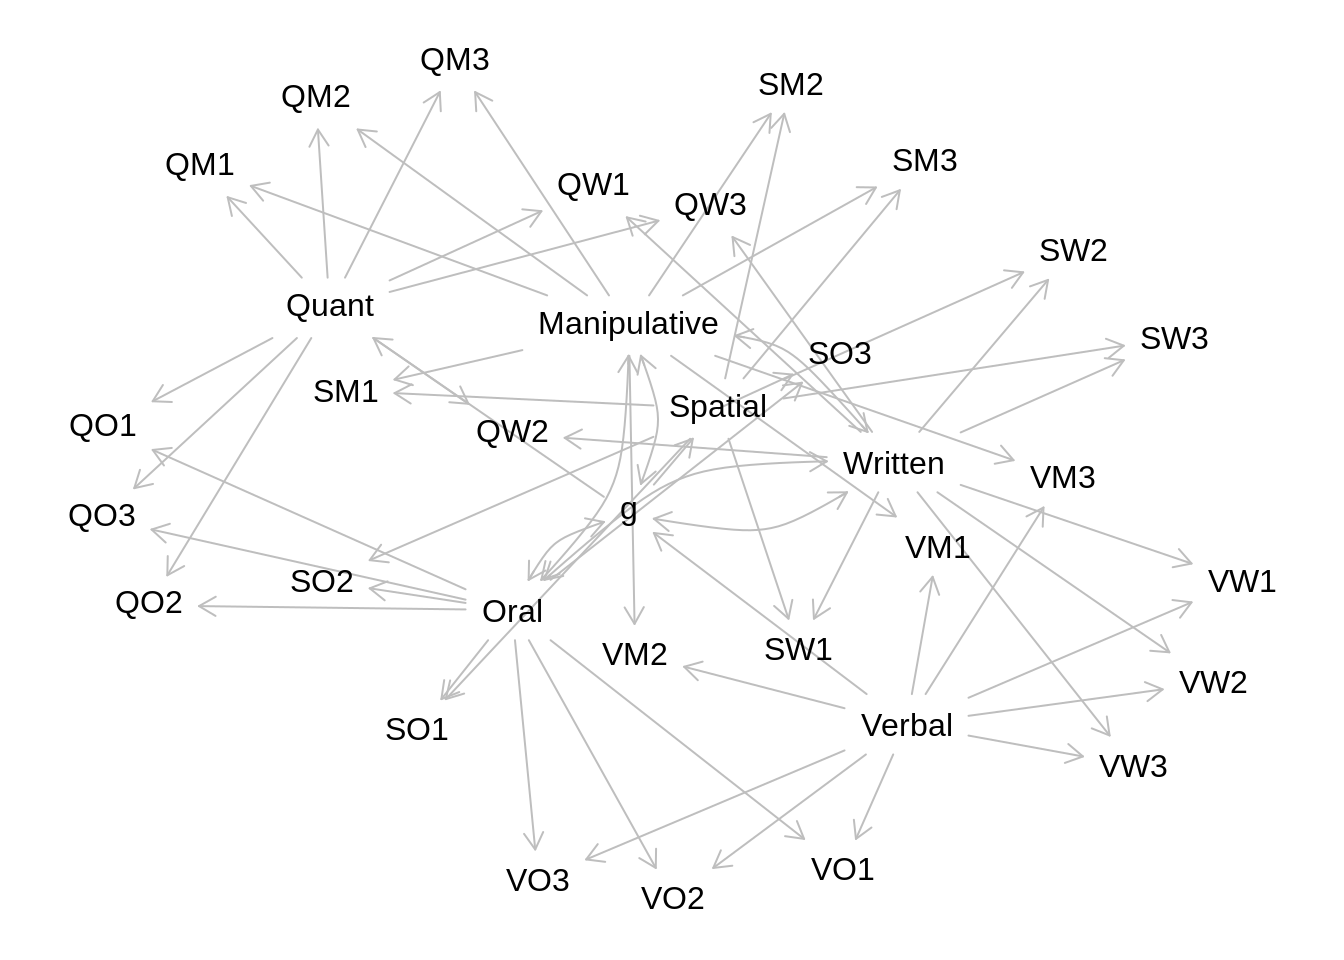 QM3
SM2
QM2
SM3
QM1
QW1
QW3
SW2
Quant
Manipulative
SW3
SO3
SM1
Spatial
QO1
QW2
Written
VM3
g
QO3
VM1
SO2
VW1
QO2
Oral
SW1
VM2
VW2
Verbal
SO1
VW3
VO1
VO3
VO2